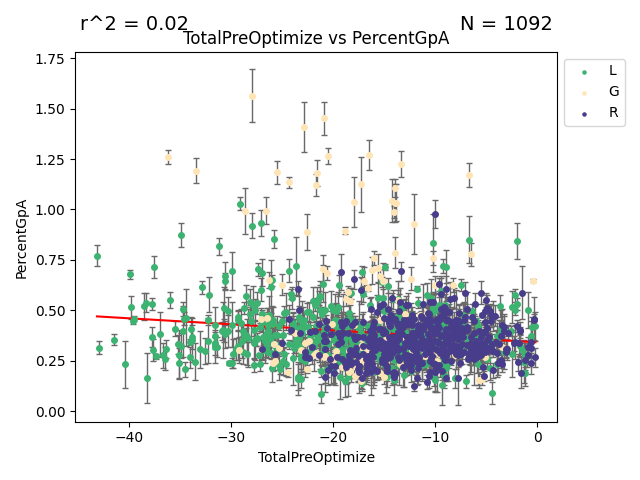 r^2 = 0.02
N = 1092
TotalPreOptimize vs PercentGpA
1.75
1.50
1.25
1.00
0.75
0.50
0.25
0.00
PercentGpA
L
G
R
−40
−30
−20
−10
0
TotalPreOptimize